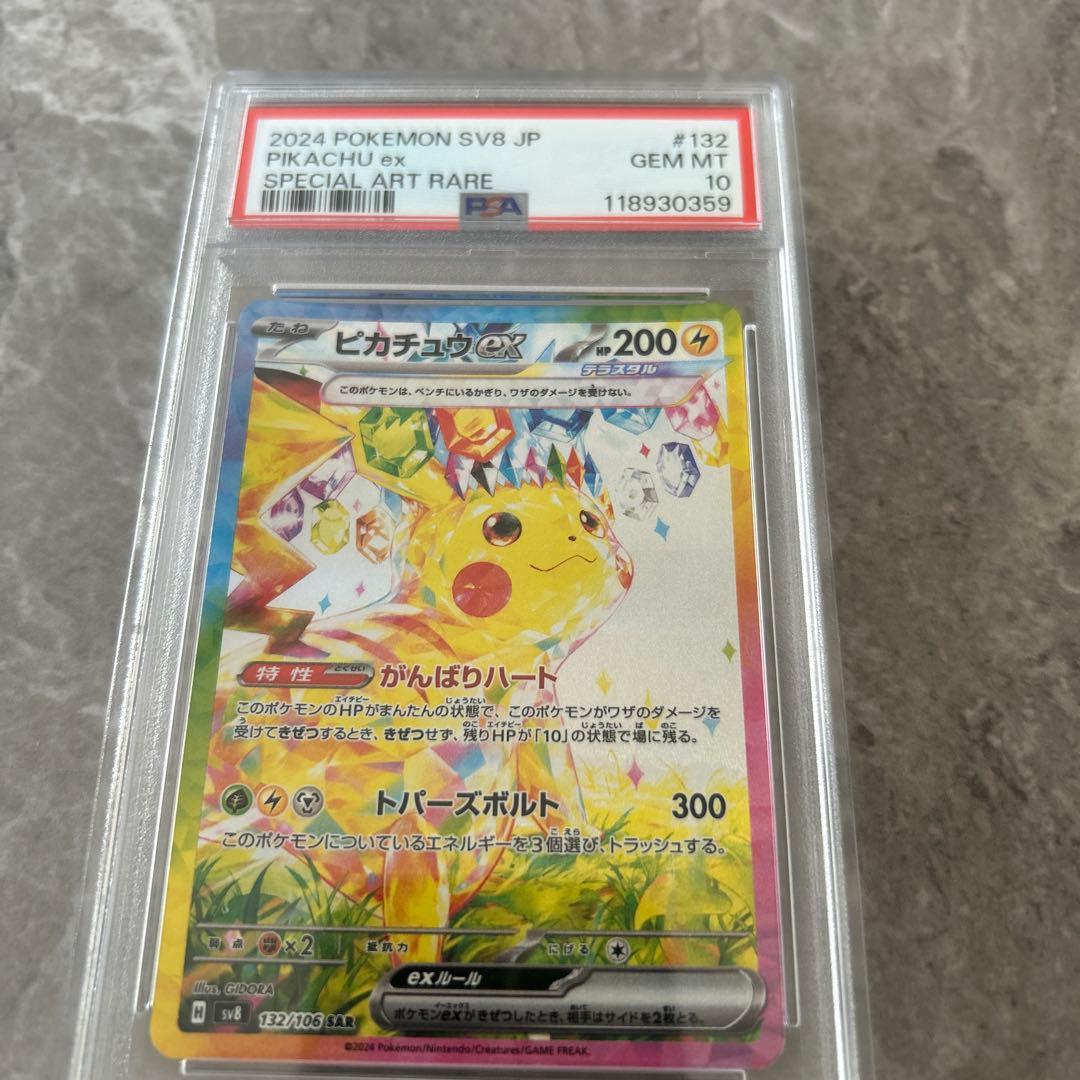 2024 POKEMON SV8 JP #132
PIKACHU ex GEM MT
SPECIAL ART RARE 10
PSA 118930359
たね ピカチュウex HP 200
テラスタル
このポケモンは、ベンチにいるかぎり、ワザのダメージを受けない。
特性 とくせい がんばりハート
このポケモンのHPがまんたんの状態で、このポケモンがワザのダメージを
受けてきぜつするとき、きぜつせず、残りHPが「10」の状態で場に残る。
トパーズボルト 300
このポケモンについているエネルギーを3個選び、トラッシュする。
弱点 ×2 抵抗力 にげる
exルール
ポケモンexがきぜつしたとき、相手はサイドを2枚とる。
Illus. GIDORA
H sv8 132/106 SAR
©2024 Pokémon/Nintendo/Creatures/GAME FREAK.